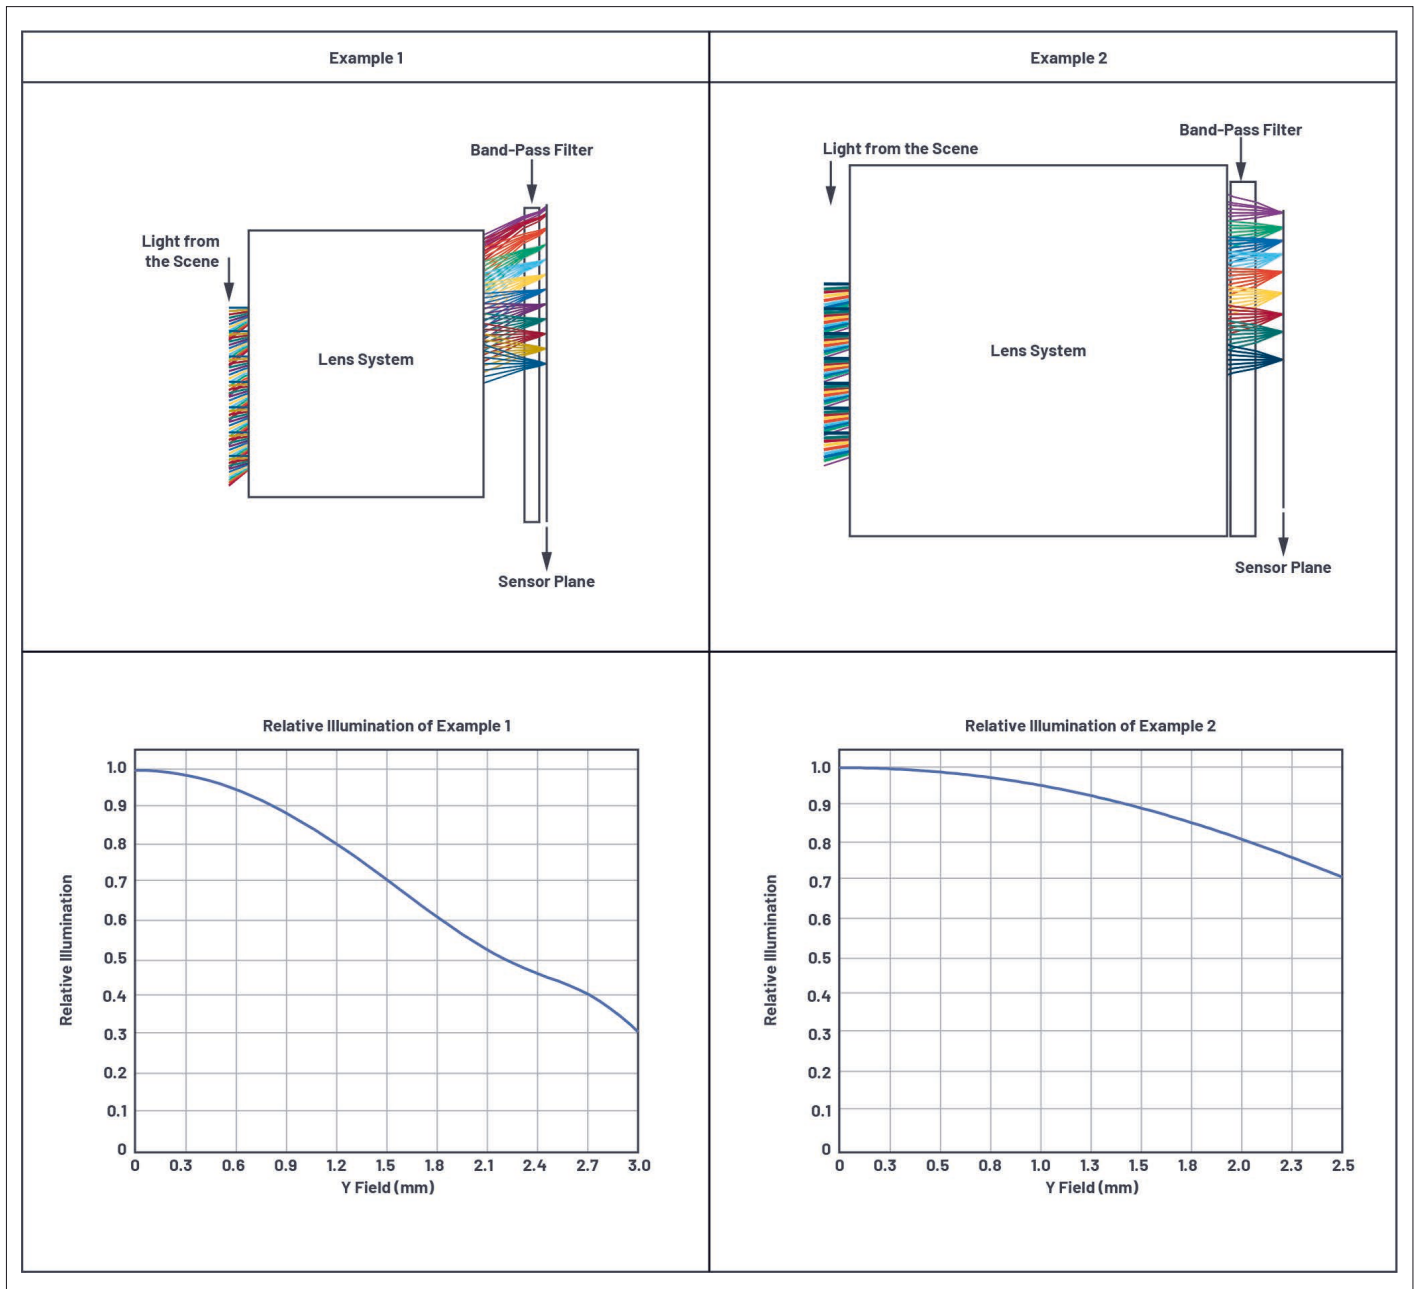 Example 1
Example 2
Band-Pass Filter
Light from
the Scene
Lens System
Sensor Plane
Band-Pass Filter
Light from the Scene
Lens System
Sensor Plane
Relative Illumination of Example 1
Relative Illumination
1.0
0.9
0.8
0.7
0.6
0.5
0.4
0.3
0.2
0.1
0
0 0.3 0.6 0.9 1.2 1.5 1.8 2.1 2.4 2.7 3.0
Y Field (mm)
Relative Illumination of Example 2
Relative Illumination
1.0
0.9
0.8
0.7
0.6
0.5
0.4
0.3
0.2
0.1
0
0 0.3 0.5 0.8 1.0 1.3 1.5 1.8 2.0 2.3 2.5
Y Field (mm)